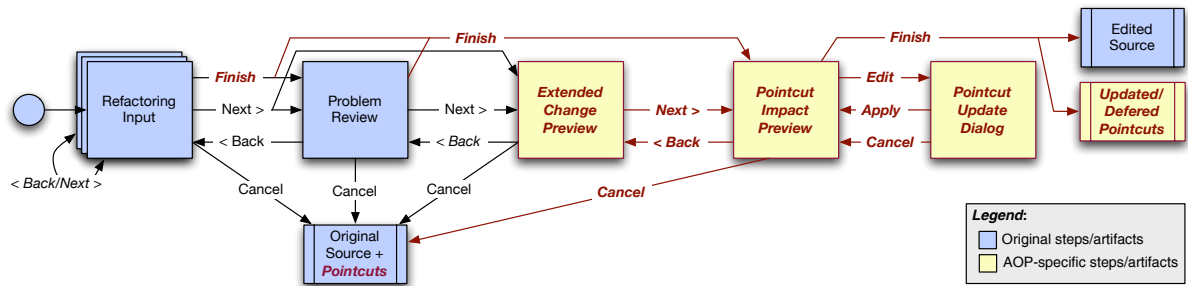 Finish
Finish
Edited
Source
Finish
Edit
Refactoring
Input
Next >
Problem
Review
Next >
Extended
Change
Preview
Next >
Pointcut
Impact
Preview
Apply
Pointcut
Update
Dialog
Updated/
Defered
Pointcuts
< Back
< Back
< Back
Cancel
< Back/Next >
Cancel
Cancel
Cancel
Cancel
Original
Source +
Pointcuts
Legend:
Original steps/artifacts
AOP-specific steps/artifacts